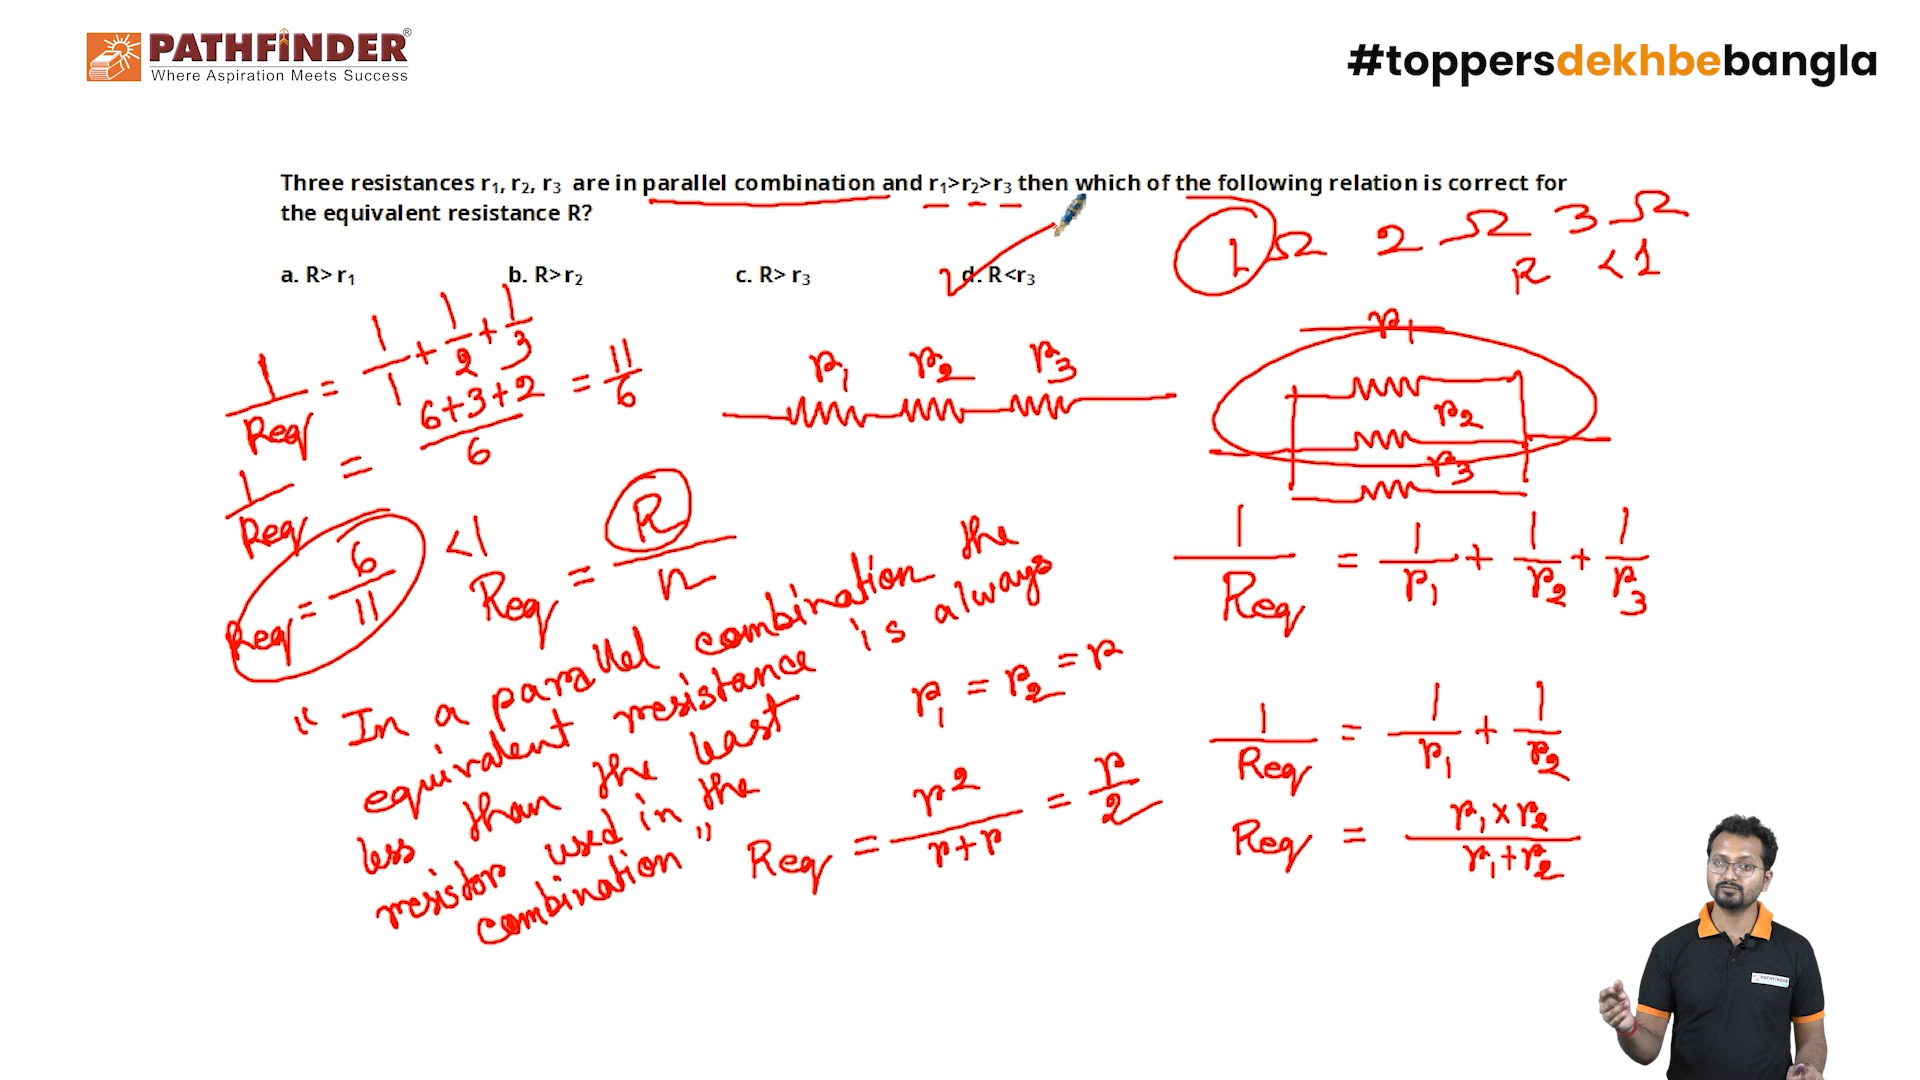 PATHFINDER®
Where Aspiration Meets Success
#toppersdekhbebangla
Three resistances r₁, r₂, r₃ are in parallel combination and r₁>r₂>r₃ then which of the following relation is correct for
the equivalent resistance R?
1 Ω 2 Ω 3 Ω
R <1
a. R> r₁ b. R>r₂ c. R> r₃ d. R<r₃
1/Req = 1/1 + 1/2 + 1/3
1/Req = (6+3+2)/6 = 11/6
Req = 6/11 <1
Req = R/n
r₁ r₂ r₃
r₁
r₂
r₃
1/Req = 1/r₁ + 1/r₂ + 1/r₃
"In a parallel combination the
equivalent resistance is always
less than the least
resistor used in the
combination"
r₁ = r₂ = r
Req = r²/(r+r) = r/2
1/Req = 1/r₁ + 1/r₂
Req = (r₁ × r₂)/(r₁+r₂)
PATHFINDER